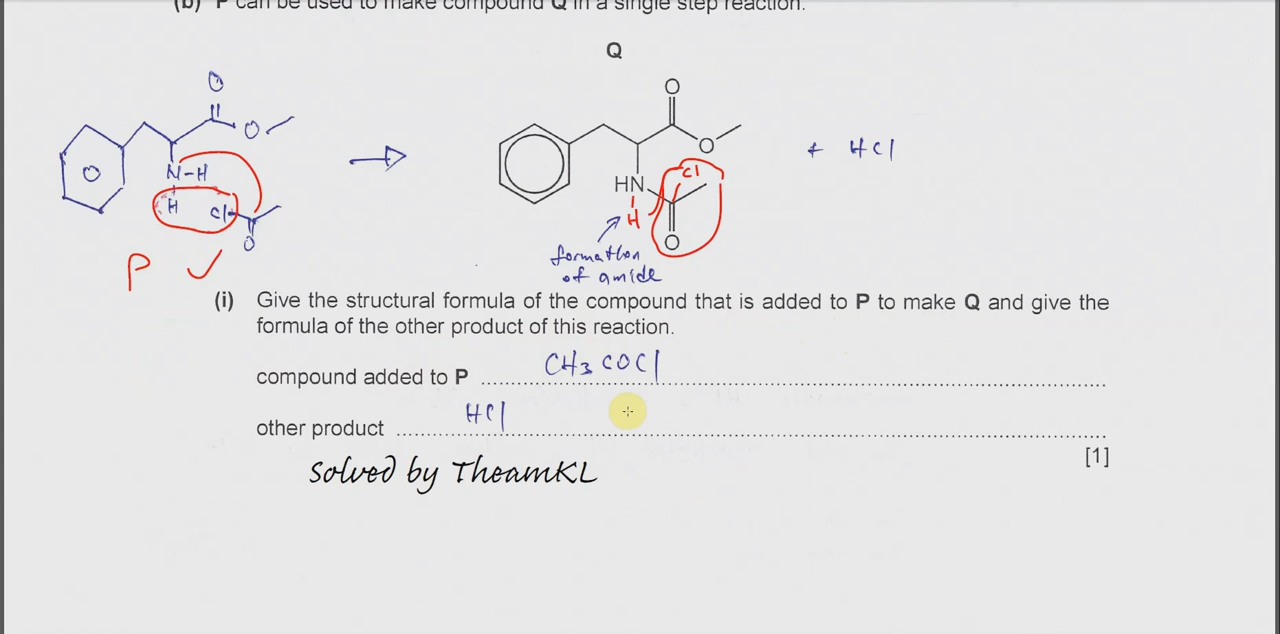 (b) P can be used to make compound Q in a single step reaction.
Q
O
O
O
O
N-H
H Cl
O
P ✓
HN
Cl
H
O
+ HCl
formation
of amide
(i) Give the structural formula of the compound that is added to P to make Q and give the
formula of the other product of this reaction.
CH3COCl
compound added to P ........................................................................
HCl
other product ........................................................................
[1]
Solved by TheamKL